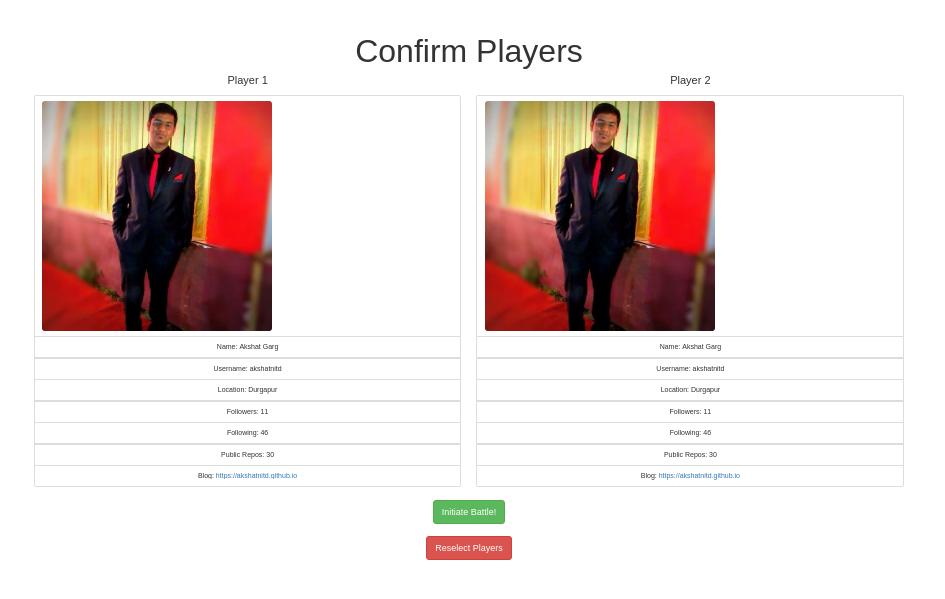 Confirm Players
Player 1
Name: Akshat Garg
Username: akshatnitd
Location: Durgapur
Followers: 11
Following: 46
Public Repos: 30
Blog: https://akshatnitd.github.io
Player 2
Name: Akshat Garg
Username: akshatnitd
Location: Durgapur
Followers: 11
Following: 46
Public Repos: 30
Blog: https://akshatnitd.github.io
Initiate Battle!
Reselect Players